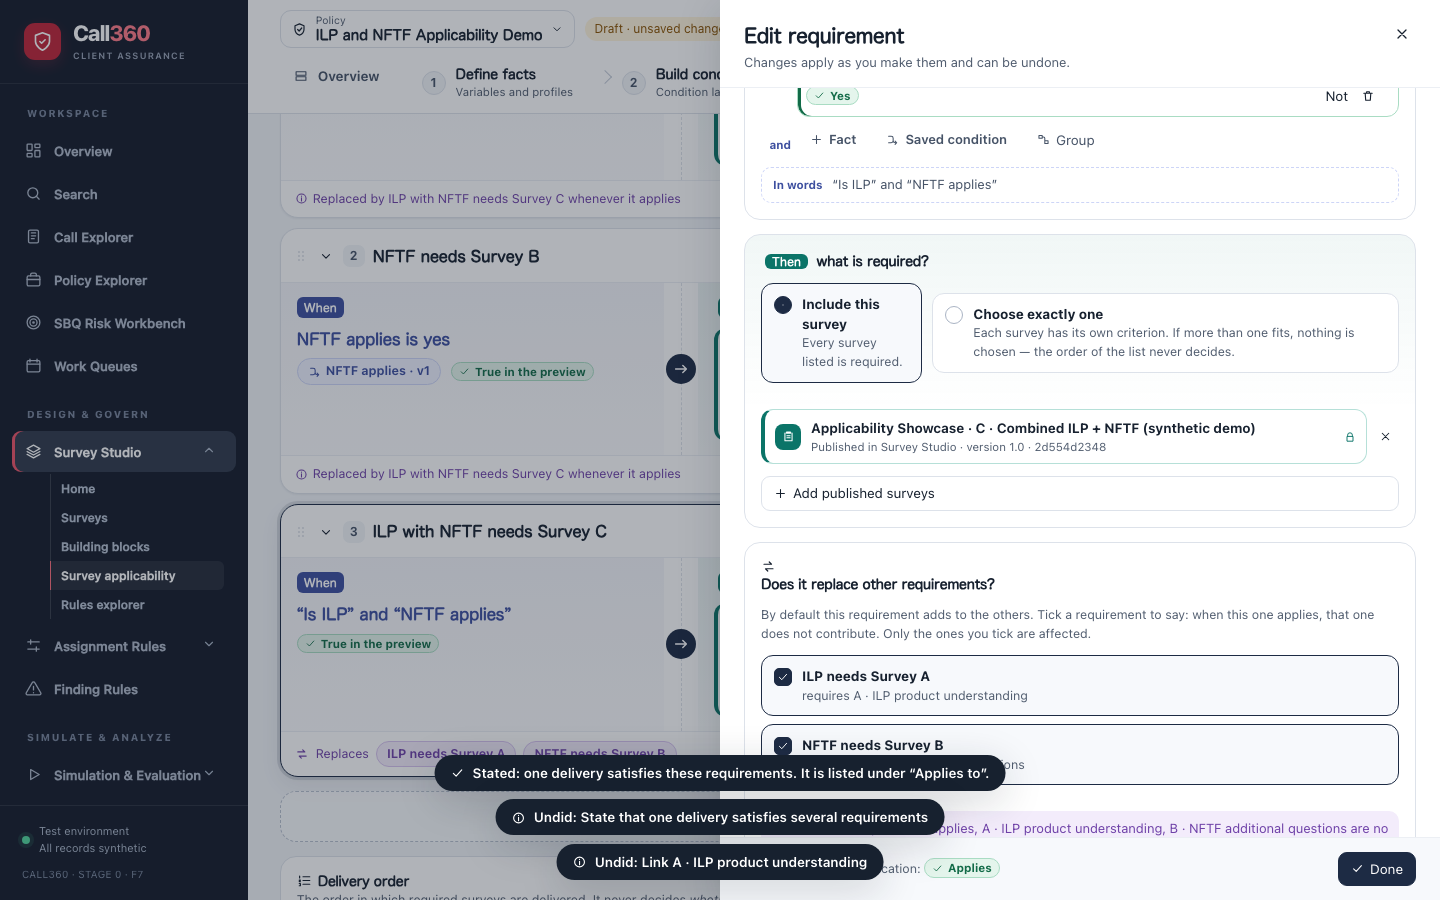 Call360
CLIENT ASSURANCE
WORKSPACE
Overview
Search
Call Explorer
Policy Explorer
SBQ Risk Workbench
Work Queues
DESIGN & GOVERN
Survey Studio
Home
Surveys
Building blocks
Survey applicability
Rules explorer
Assignment Rules
Finding Rules
SIMULATE & ANALYZE
Simulation & Evaluation
Test environment
All records synthetic
CALL360 · STAGE 0 · F7
Policy
ILP and NFTF Applicability Demo
Draft · unsaved
Overview
1 Define facts
Variables and profiles
2 Build
Condition
Replaced by ILP with NFTF needs Survey C whenever it applies
2 NFTF needs Survey B
When
NFTF applies is yes
NFTF applies · v1
True in the preview
Replaced by ILP with NFTF needs Survey C whenever it applies
3 ILP with NFTF needs Survey C
When
“Is ILP” and “NFTF applies”
True in the preview
Replaces ILP needs Survey A NFTF needs Survey B
Delivery order
The order in which required surveys are delivered. It never decides
Edit requirement
Changes apply as you make them and can be undone.
Yes
Not
and
Fact
Saved condition
Group
In words “Is ILP” and “NFTF applies”
Then what is required?
Include this
survey
Every survey
listed is required.
Choose exactly one
Each survey has its own criterion. If more than one fits, nothing is
chosen — the order of the list never decides.
Applicability Showcase · C · Combined ILP + NFTF (synthetic demo)
Published in Survey Studio · version 1.0 · 2d554d2348
Add published surveys
Does it replace other requirements?
By default this requirement adds to the others. Tick a requirement to say: when this one applies, that one
does not contribute. Only the ones you tick are affected.
ILP needs Survey A
requires A · ILP product understanding
NFTF needs Survey B
applies, A · ILP product understanding, B · NFTF additional questions are no
Applies
Done
Stated: one delivery satisfies these requirements. It is listed under “Applies to”.
Undid: State that one delivery satisfies several requirements
Undid: Link A · ILP product understanding